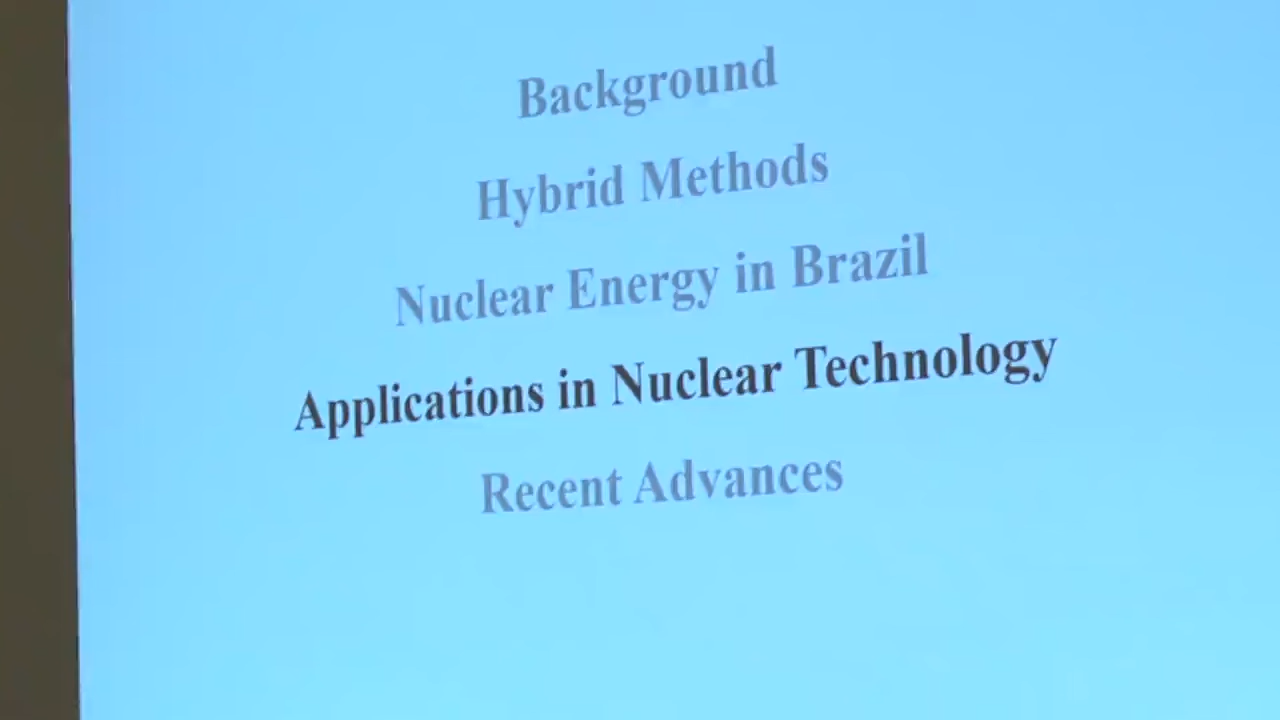 Background
Hybrid Methods
Nuclear Energy in Brazil
Applications in Nuclear Technology
Recent Advances